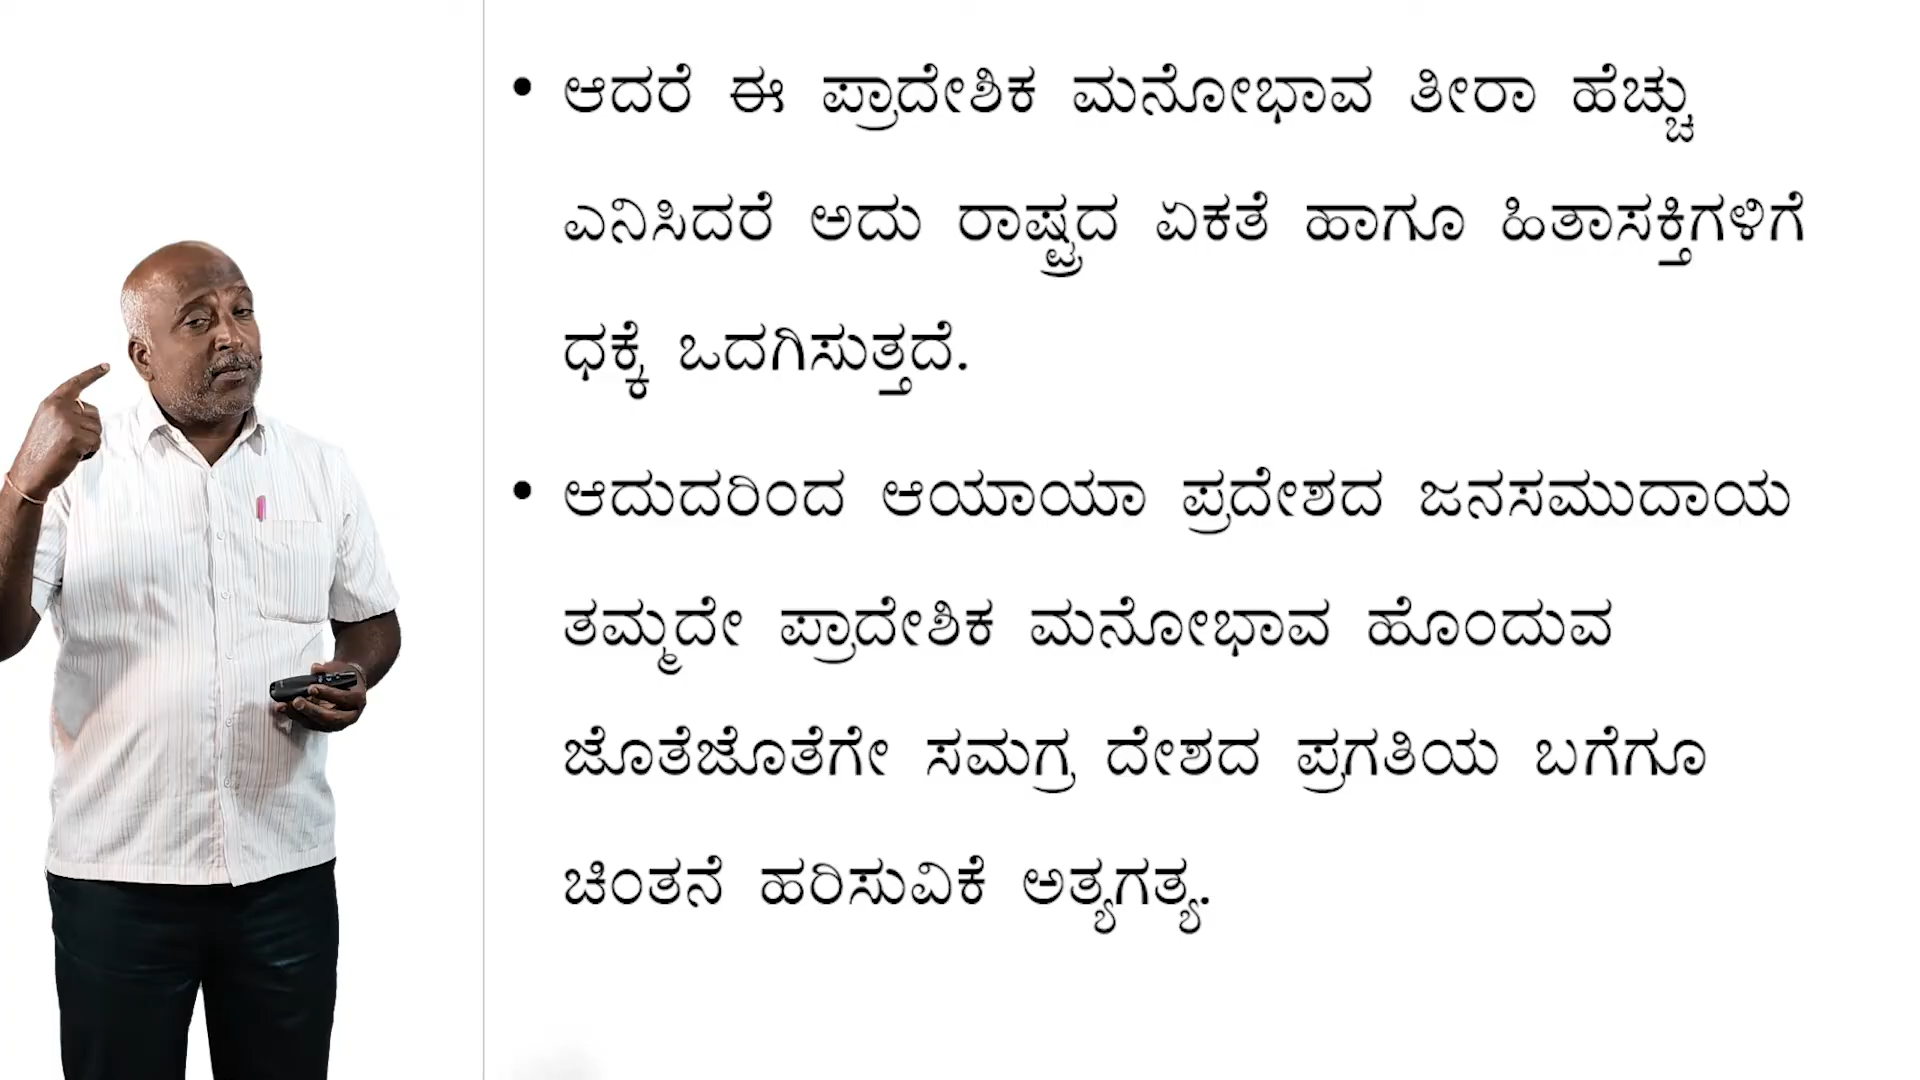 • ಆದರೆ ಈ ಪ್ರಾದೇಶಿಕ ಮನೋಭಾವ ತೀರಾ ಹೆಚ್ಚು
ಎನಿಸಿದರೆ ಅದು ರಾಷ್ಟ್ರದ ಏಕತೆ ಹಾಗೂ ಹಿತಾಸಕ್ತಿಗಳಿಗೆ
ಧಕ್ಕೆ ಒದಗಿಸುತ್ತದೆ.
• ಆದುದರಿಂದ ಆಯಾಯಾ ಪ್ರದೇಶದ ಜನಸಮುದಾಯ
ತಮ್ಮದೇ ಪ್ರಾದೇಶಿಕ ಮನೋಭಾವ ಹೊಂದುವ
ಜೊತೆಜೊತೆಗೇ ಸಮಗ್ರ ದೇಶದ ಪ್ರಗತಿಯ ಬಗೆಗೂ
ಚಿಂತನೆ ಹರಿಸುವಿಕೆ ಅತ್ಯಗತ್ಯ.